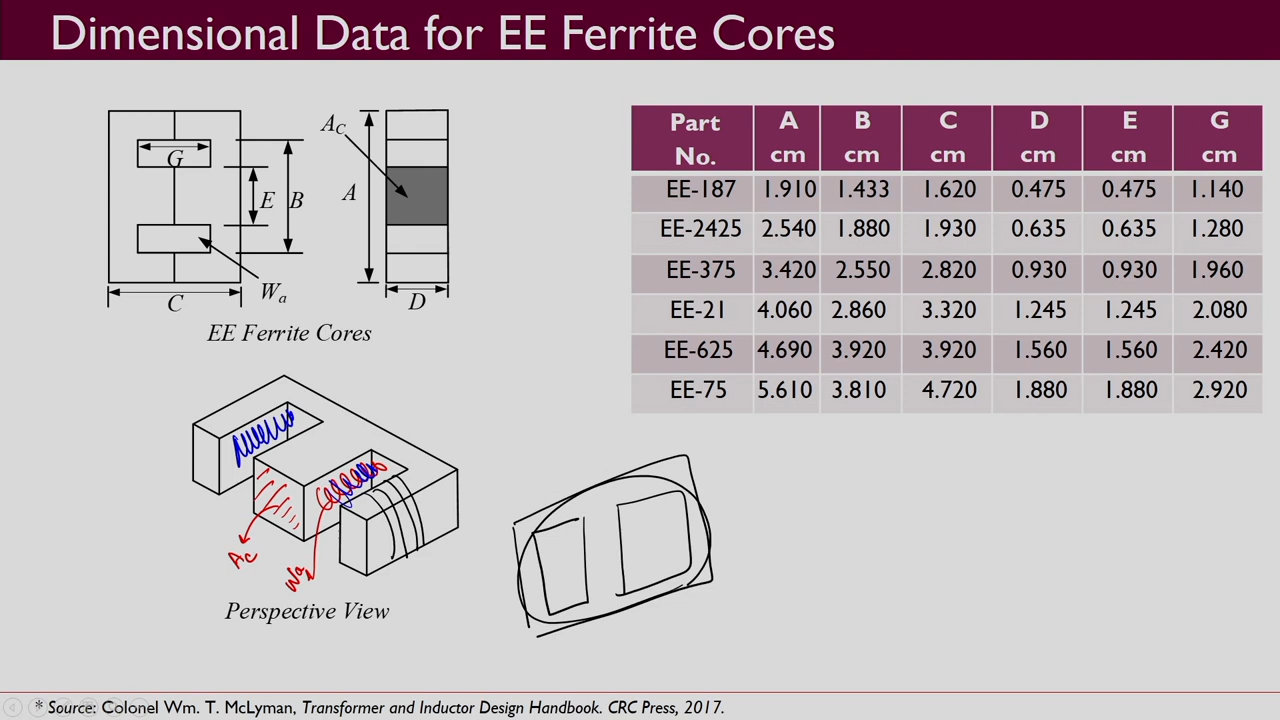 Dimensional Data for EE Ferrite Cores
G
E
B
C
Wa
AC
A
D
EE Ferrite Cores
Part No. A cm B cm C cm D cm E cm G cm
EE-187 1.910 1.433 1.620 0.475 0.475 1.140
EE-2425 2.540 1.880 1.930 0.635 0.635 1.280
EE-375 3.420 2.550 2.820 0.930 0.930 1.960
EE-21 4.060 2.860 3.320 1.245 1.245 2.080
EE-625 4.690 3.920 3.920 1.560 1.560 2.420
EE-75 5.610 3.810 4.720 1.880 1.880 2.920
Ac
Wa
Perspective View
* Source: Colonel Wm. T. McLyman, Transformer and Inductor Design Handbook. CRC Press, 2017.